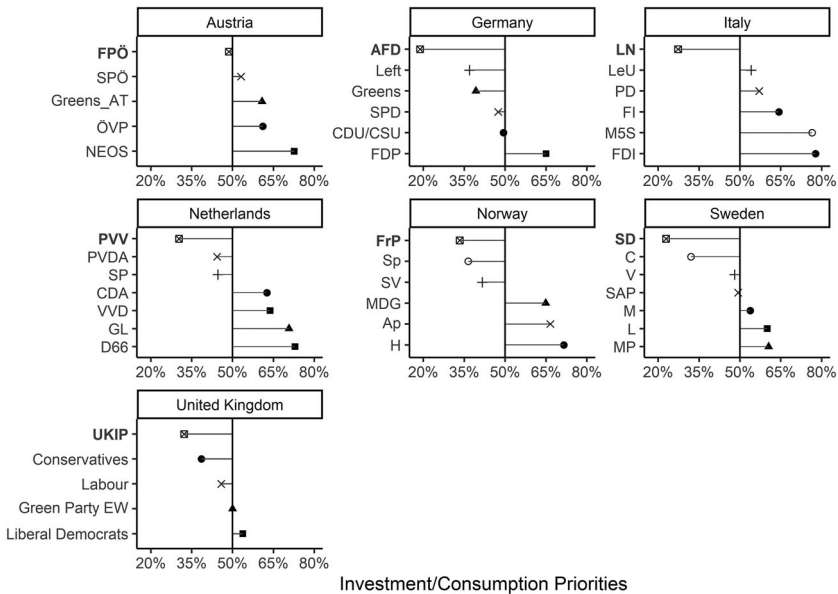 Austria
FPÖ
SPÖ
Greens_AT
ÖVP
NEOS
20% 35% 50% 65% 80%
Germany
AFD
Left
Greens
SPD
CDU/CSU
FDP
20% 35% 50% 65% 80%
Italy
LN
LeU
PD
FI
M5S
FDI
20% 35% 50% 65% 80%
Netherlands
PVV
PVDA
SP
CDA
VVD
GL
D66
20% 35% 50% 65% 80%
Norway
FrP
Sp
SV
MDG
Ap
H
20% 35% 50% 65% 80%
Sweden
SD
C
V
SAP
M
L
MP
20% 35% 50% 65% 80%
United Kingdom
UKIP
Conservatives
Labour
Green Party EW
Liberal Democrats
20% 35% 50% 65% 80%
Investment/Consumption Priorities